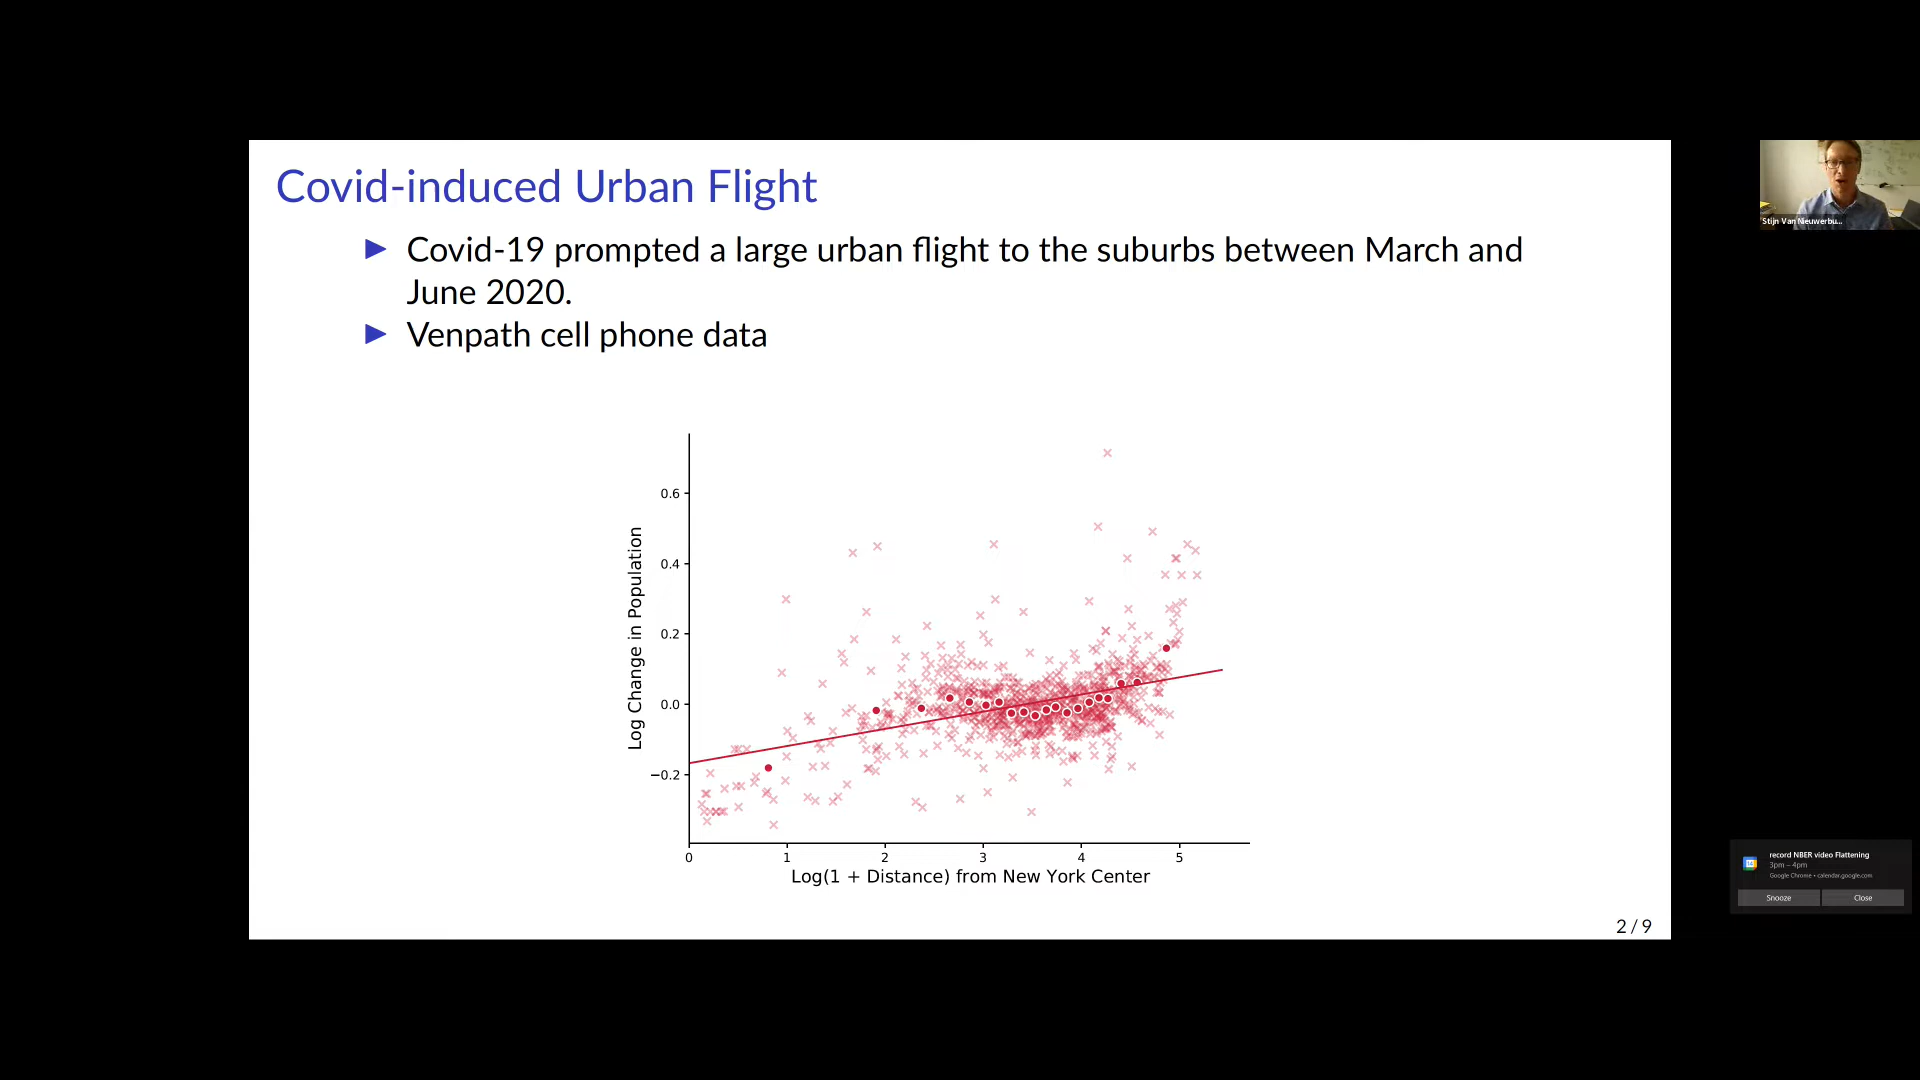 Covid-induced Urban Flight
Covid-19 prompted a large urban flight to the suburbs between March and
June 2020.
Venpath cell phone data
0.6
0.4
0.2
0.0
−0.2
Log Change in Population
0 1 2 3 4 5
Log(1 + Distance) from New York Center
2 / 9
Stijn Van Nieuwerbu...
record NBER video Flattening
3pm – 4pm
Google Chrome • calendar.google.com
Snooze Close